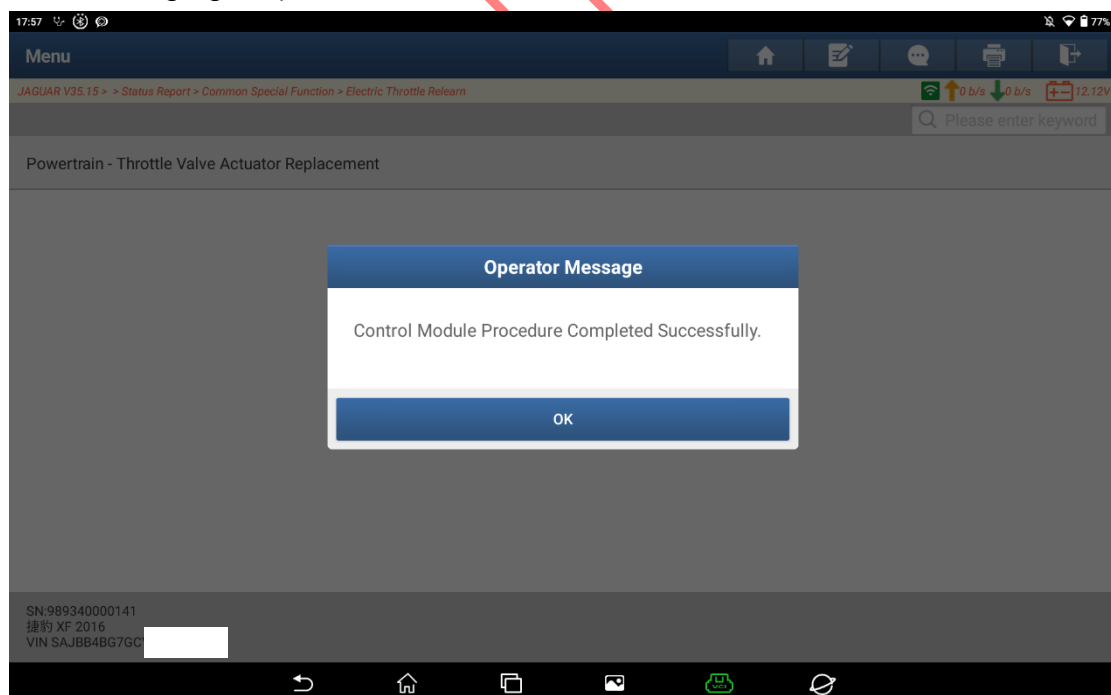 17:57
77%
Menu
JAGUAR V35.15 > > Status Report > Common Special Function > Electric Throttle Relearn
0 b/s 0 b/s
12.12V
Please enter keyword
Powertrain - Throttle Valve Actuator Replacement
Operator Message
Control Module Procedure Completed Successfully.
OK
SN:989340000141
捷豹 XF 2016
VIN SAJBB4BG7GC
VCI